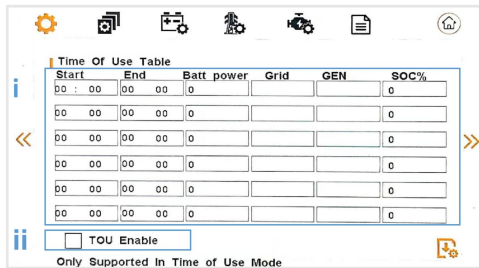 Time Of Use Table
Start End Batt power Grid GEN SOC%
i
00 : 00 00 00 0 0
00 00 00 00 0 0
00 00 00 00 0 0
00 00 00 00 0 0
00 00 00 00 0 0
00 00 00 00 0 0
ii
TOU Enable
Only Supported In Time of Use Mode